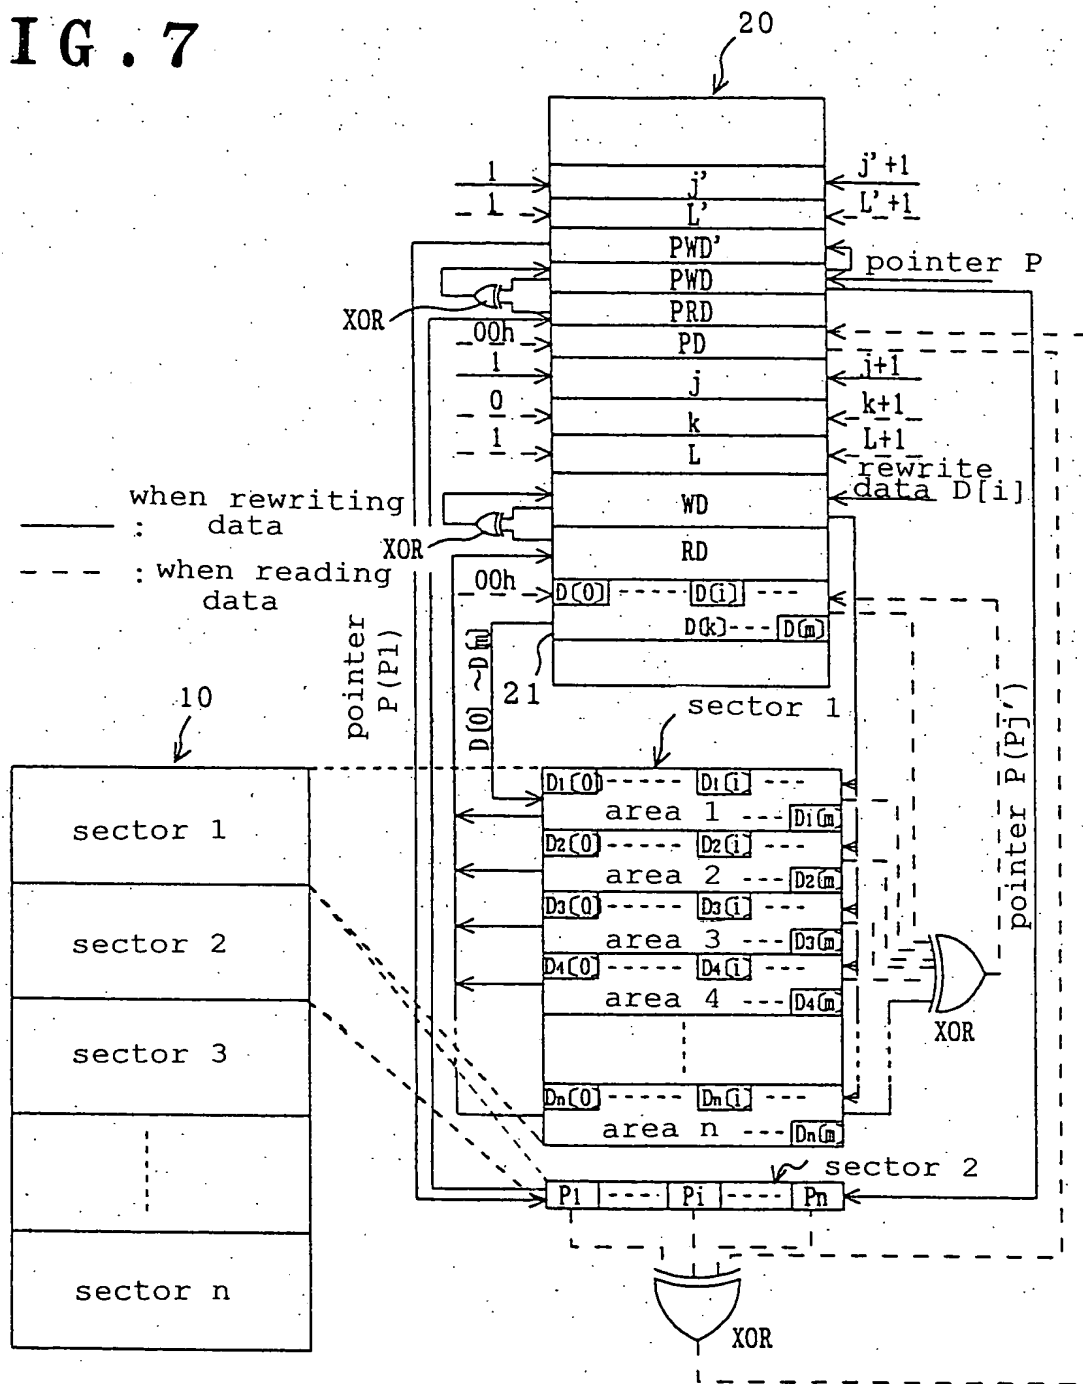 IG.7
20
1
j'
j'+1
1
L'
L'+1
PWD'
PWD
pointer P
XOR
PRD
00h
PD
1
j
j+1
0
k
k+1
1
L
L+1
rewrite
data D[i]
when rewriting
data
:
WD
XOR
RD
: when reading
data
00h
D(0) ----- D(i) ---
D(k)--- D(m)
pointer
P(P1)
D(0) ~D(m)
21
sector 1
10
pointer P(Pj')
sector 1
D1(0) ----- D1(i) ---
area 1 --- D1(m)
D2(0) ----- D2(i) ---
area 2 --- D2(m)
sector 2
D3(0) ----- D3(i) ---
area 3 --- D3(m)
D4(0) ----- D4(i) ---
area 4 --- D4(m)
XOR
sector 3
Dn(0) ----- Dn(i) ---
area n --- Dn(m)
sector 2
P1 ---- Pi ---- Pn
sector n
XOR